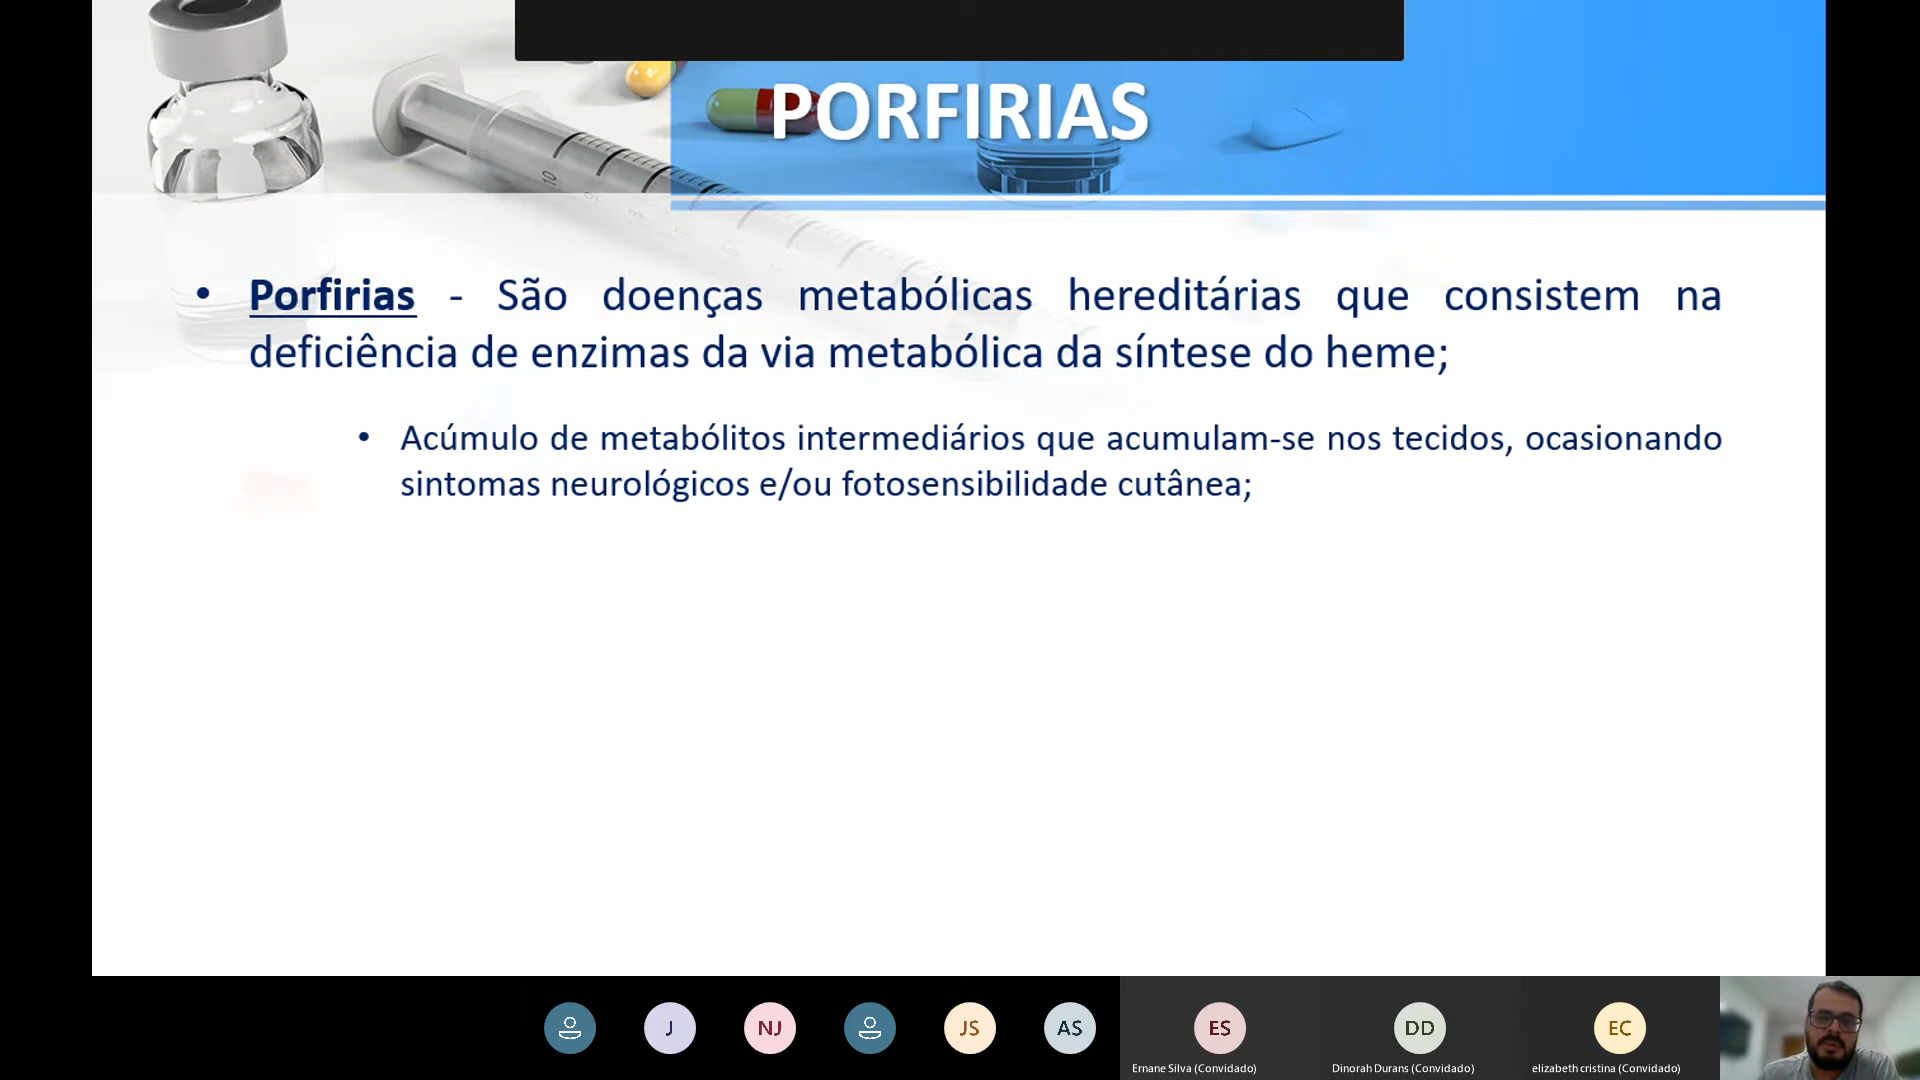 PORFIRIAS
10
• Porfirias - São doenças metabólicas hereditárias que consistem na
deficiência de enzimas da via metabólica da síntese do heme;
• Acúmulo de metabólitos intermediários que acumulam-se nos tecidos, ocasionando
sintomas neurológicos e/ou fotosensibilidade cutânea;
J
NJ
JS
AS
ES
DD
EC
Ernane Silva (Convidado)
Dinorah Durans (Convidado)
elizabeth cristina (Convidado)